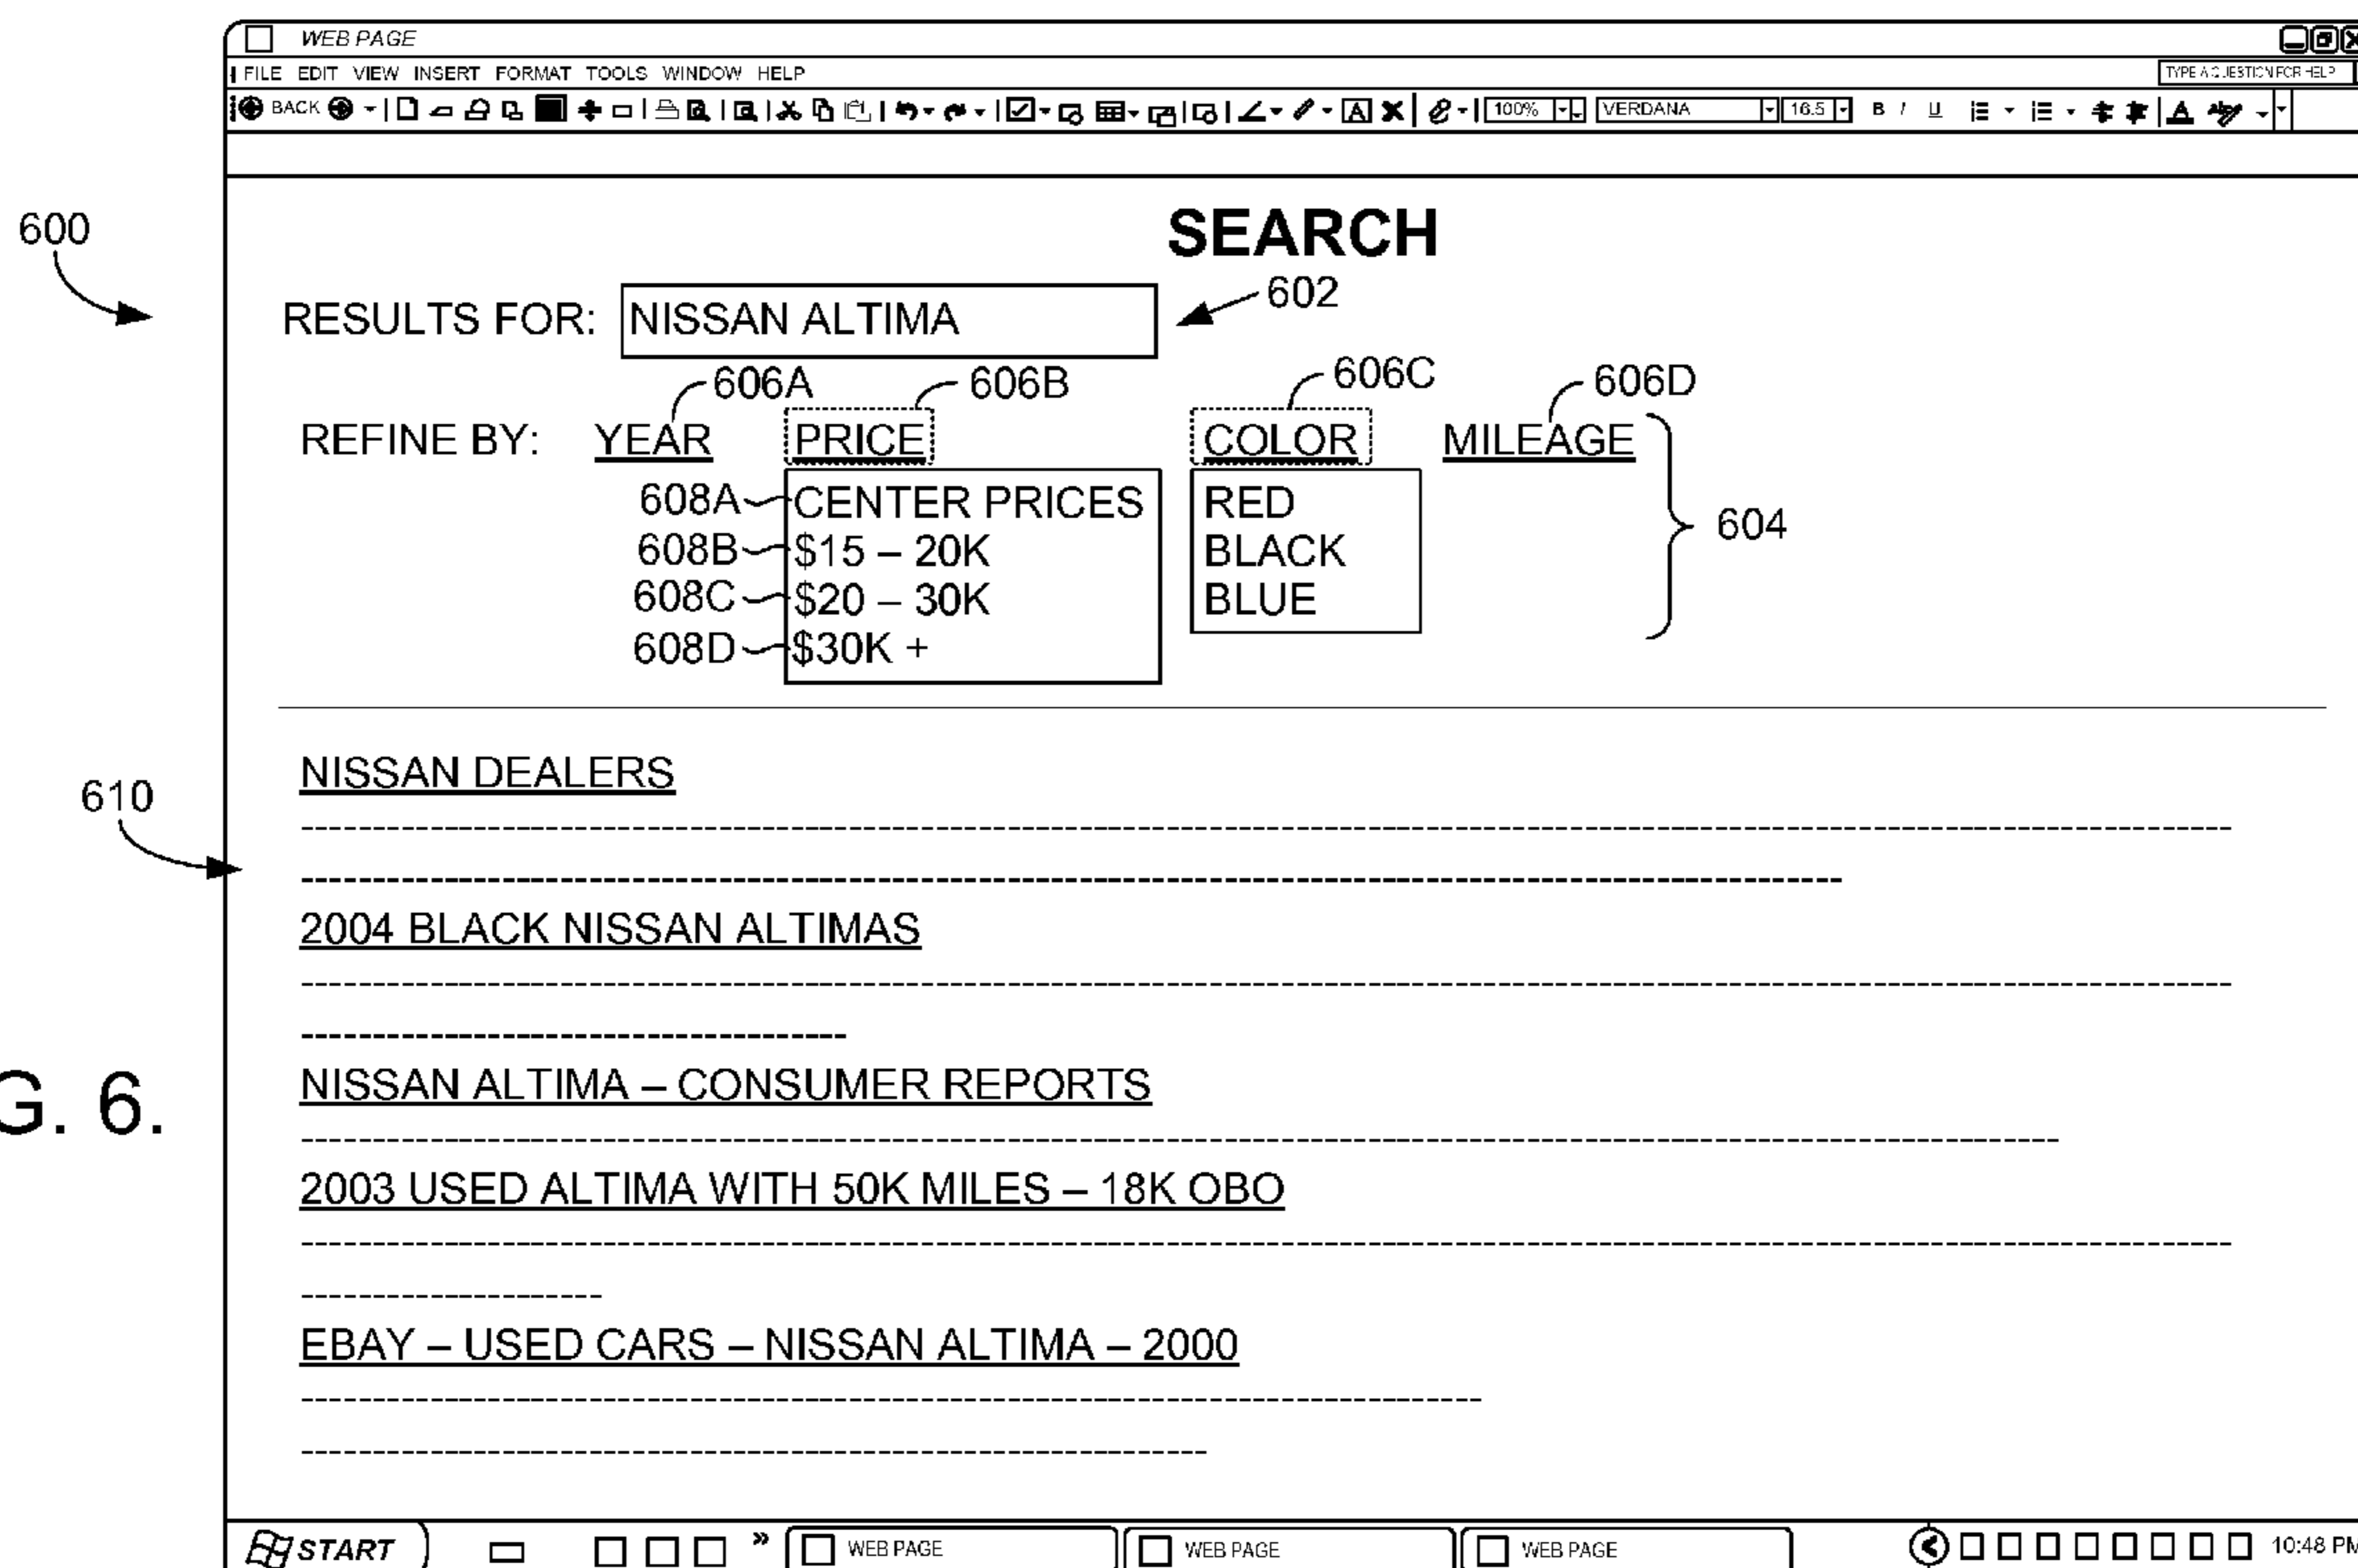 WEB PAGE
FILE EDIT VIEW INSERT FORMAT TOOLS WINDOW HELP
TYPE A QUESTION FOR HELP
BACK 100% VERDANA 16.5 B I U A
SEARCH
600
602
RESULTS FOR: NISSAN ALTIMA
606A 606B 606C 606D
REFINE BY: YEAR PRICE COLOR MILEAGE
608A CENTER PRICES RED
604
608B $15 – 20K BLACK
608C $20 – 30K BLUE
608D $30K +
NISSAN DEALERS
610
2004 BLACK NISSAN ALTIMAS
G. 6.
NISSAN ALTIMA – CONSUMER REPORTS
2003 USED ALTIMA WITH 50K MILES – 18K OBO
EBAY – USED CARS – NISSAN ALTIMA – 2000
START » WEB PAGE WEB PAGE WEB PAGE 10:48 PM